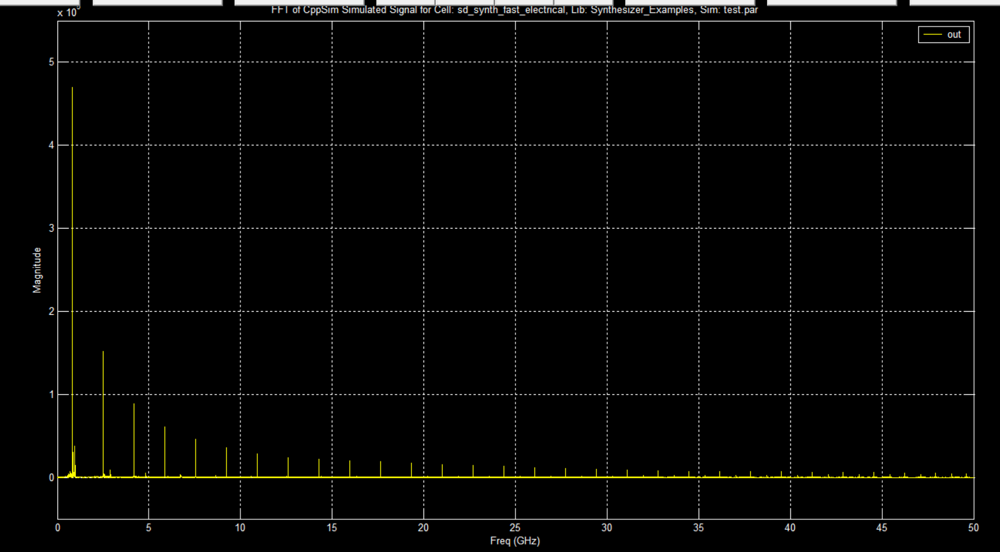 FFT of CppSim Simulated Signal for Cell: sd_synth_fast_electrical, Lib: Synthesizer_Examples, Sim: test.par
x 10
out
5
4
3
2
1
0
Magnitude
0 5 10 15 20 25 30 35 40 45 50
Freq (GHz)